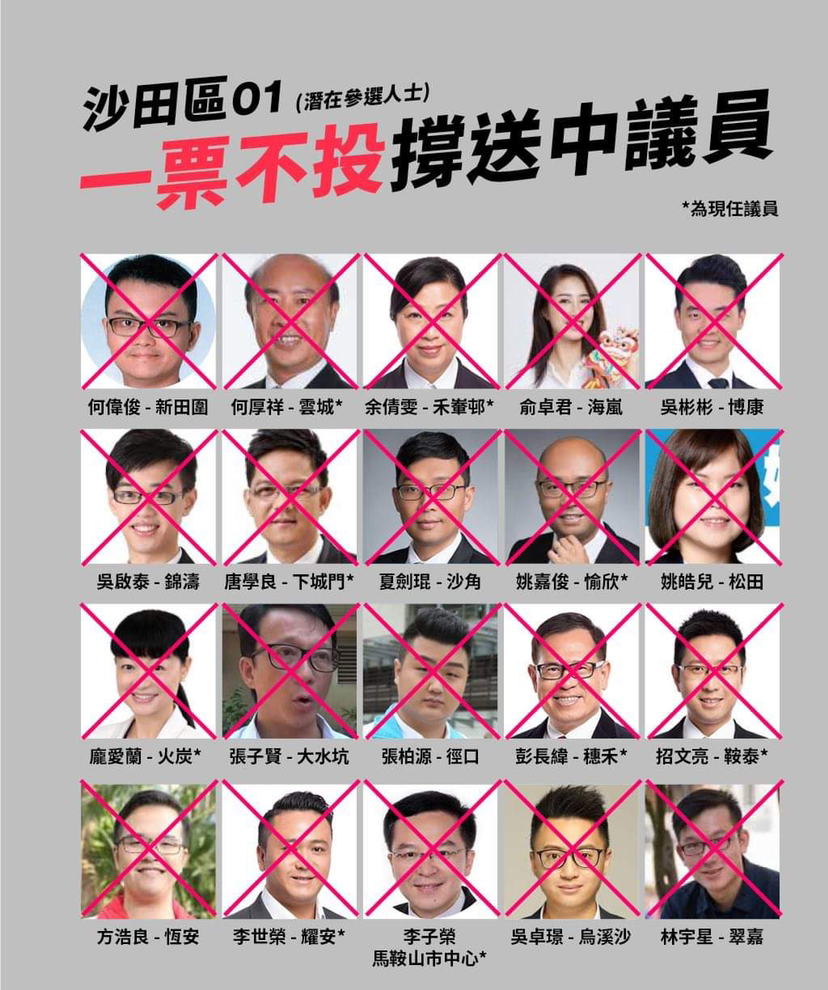 沙田區01 (潛在參選人士)
一票不投撐送中議員
*為現任議員
何偉俊 - 新田圍
何厚祥 - 雲城*
余倩雯 - 禾輋邨*
俞卓君 - 海嵐
吳彬彬 - 博康
吳啟泰 - 錦濤
唐學良 - 下城門*
夏劍琨 - 沙角
姚嘉俊 - 愉欣*
姚皓兒 - 松田
龐愛蘭 - 火炭*
張子賢 - 大水坑
張柏源 - 徑口
彭長緯 - 穗禾*
招文亮 - 鞍泰*
方浩良 - 恆安
李世榮 - 耀安*
李子榮
馬鞍山市中心*
吳卓璟 - 烏溪沙
林宇星 - 翠嘉